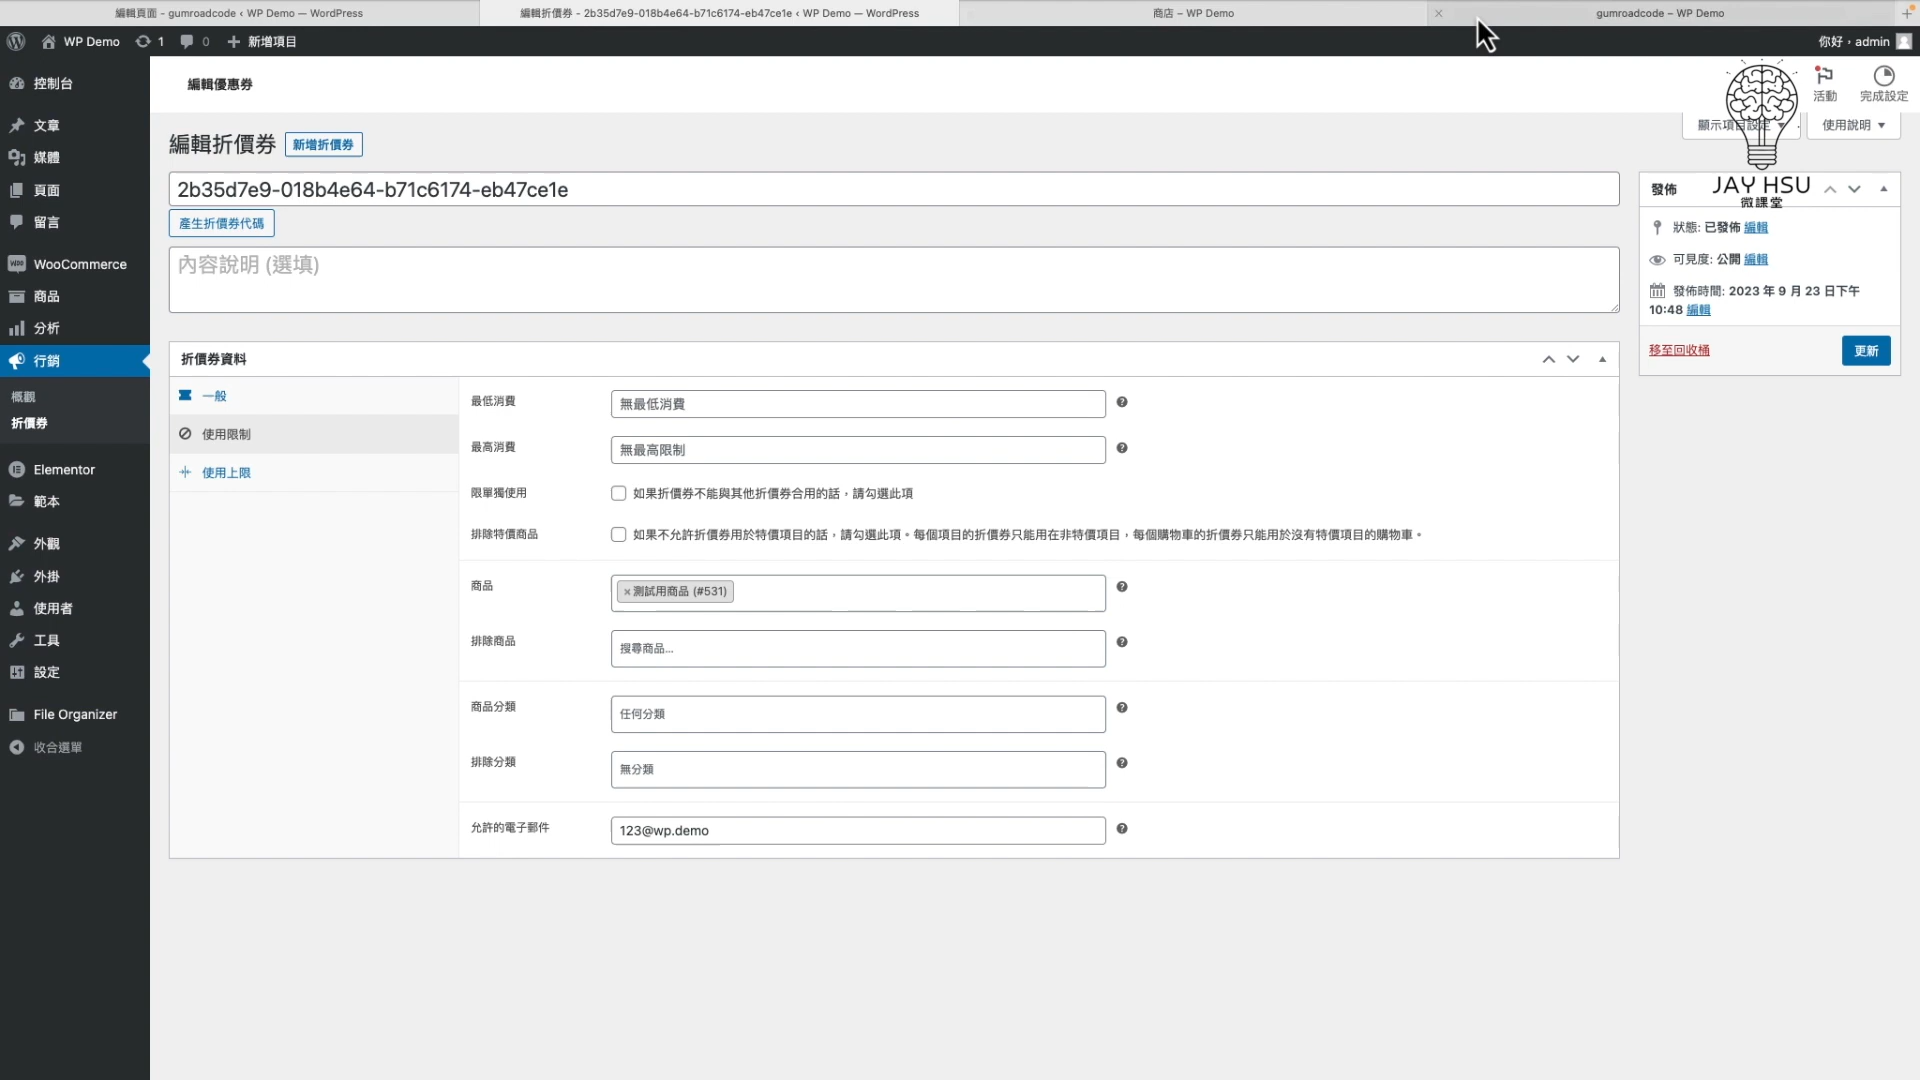 編輯頁面 - gumroadcode ‹ WP Demo — WordPress
編輯折價券 - 2b35d7e9-018b4e64-b71c6174-eb47ce1e ‹ WP Demo — WordPress
商店 – WP Demo
gumroadcode – WP Demo
WP Demo
1
0
新增項目
你好，admin
控制台
文章
媒體
頁面
留言
WooCommerce
商品
分析
行銷
概觀
折價券
Elementor
範本
外觀
外掛
使用者
工具
設定
File Organizer
收合選單
編輯優惠券
活動
完成設定
顯示項目設定
使用說明
JAY HSU
微課堂
編輯折價券
新增折價券
2b35d7e9-018b4e64-b71c6174-eb47ce1e
產生折價券代碼
內容說明 (選填)
折價券資料
一般
使用限制
使用上限
最低消費
無最低消費
最高消費
無最高限制
限單獨使用
如果折價券不能與其他折價券合用的話，請勾選此項
排除特價商品
如果不允許折價券用於特價項目的話，請勾選此項。每個項目的折價券只能用在非特價項目，每個購物車的折價券只能用於沒有特價項目的購物車。
商品
×測試用商品 (#531)
排除商品
搜尋商品...
商品分類
任何分類
排除分類
無分類
允許的電子郵件
123@wp.demo
發佈
狀態: 已發佈 編輯
可見度: 公開 編輯
發佈時間: 2023 年 9 月 23 日下午
10:48 編輯
移至回收桶
更新